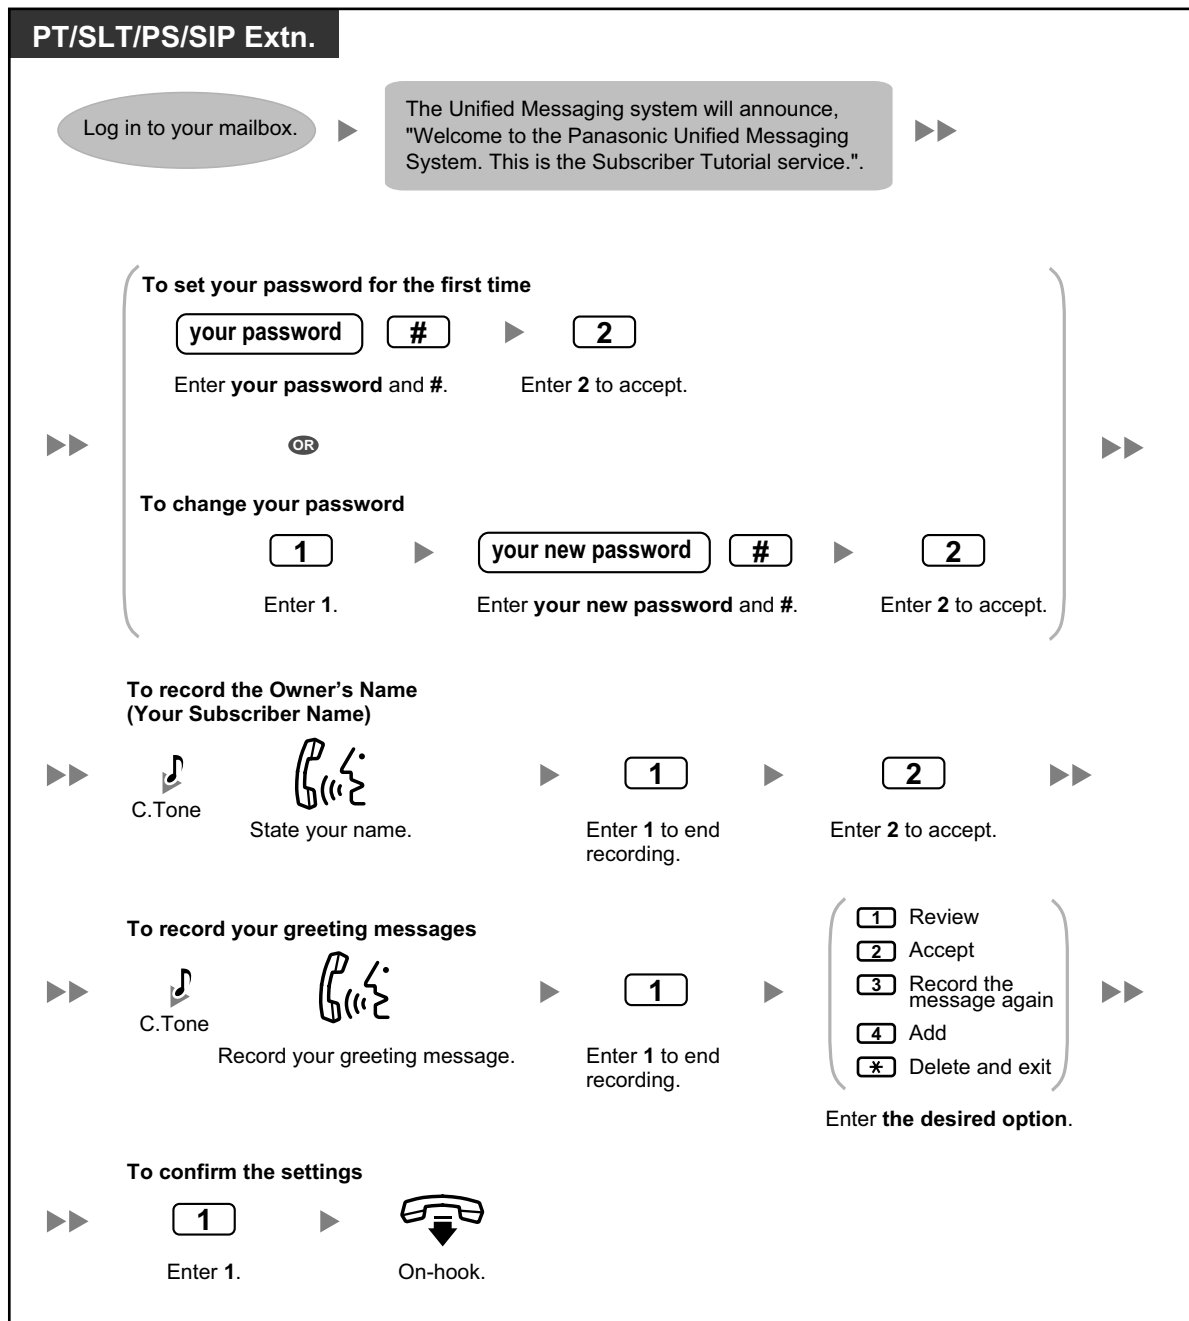 PT/SLT/PS/SIP Extn.
Log in to your mailbox.
The Unified Messaging system will announce,
"Welcome to the Panasonic Unified Messaging
System. This is the Subscriber Tutorial service.".
To set your password for the first time
your password #
2
Enter your password and #.
Enter 2 to accept.
OR
To change your password
1
your new password #
2
Enter 1.
Enter your new password and #.
Enter 2 to accept.
To record the Owner's Name
(Your Subscriber Name)
C.Tone
State your name.
1
Enter 1 to end
recording.
2
Enter 2 to accept.
To record your greeting messages
C.Tone
Record your greeting message.
1
Enter 1 to end
recording.
1 Review
2 Accept
3 Record the
message again
4 Add
* Delete and exit
Enter the desired option.
To confirm the settings
1
Enter 1.
On-hook.